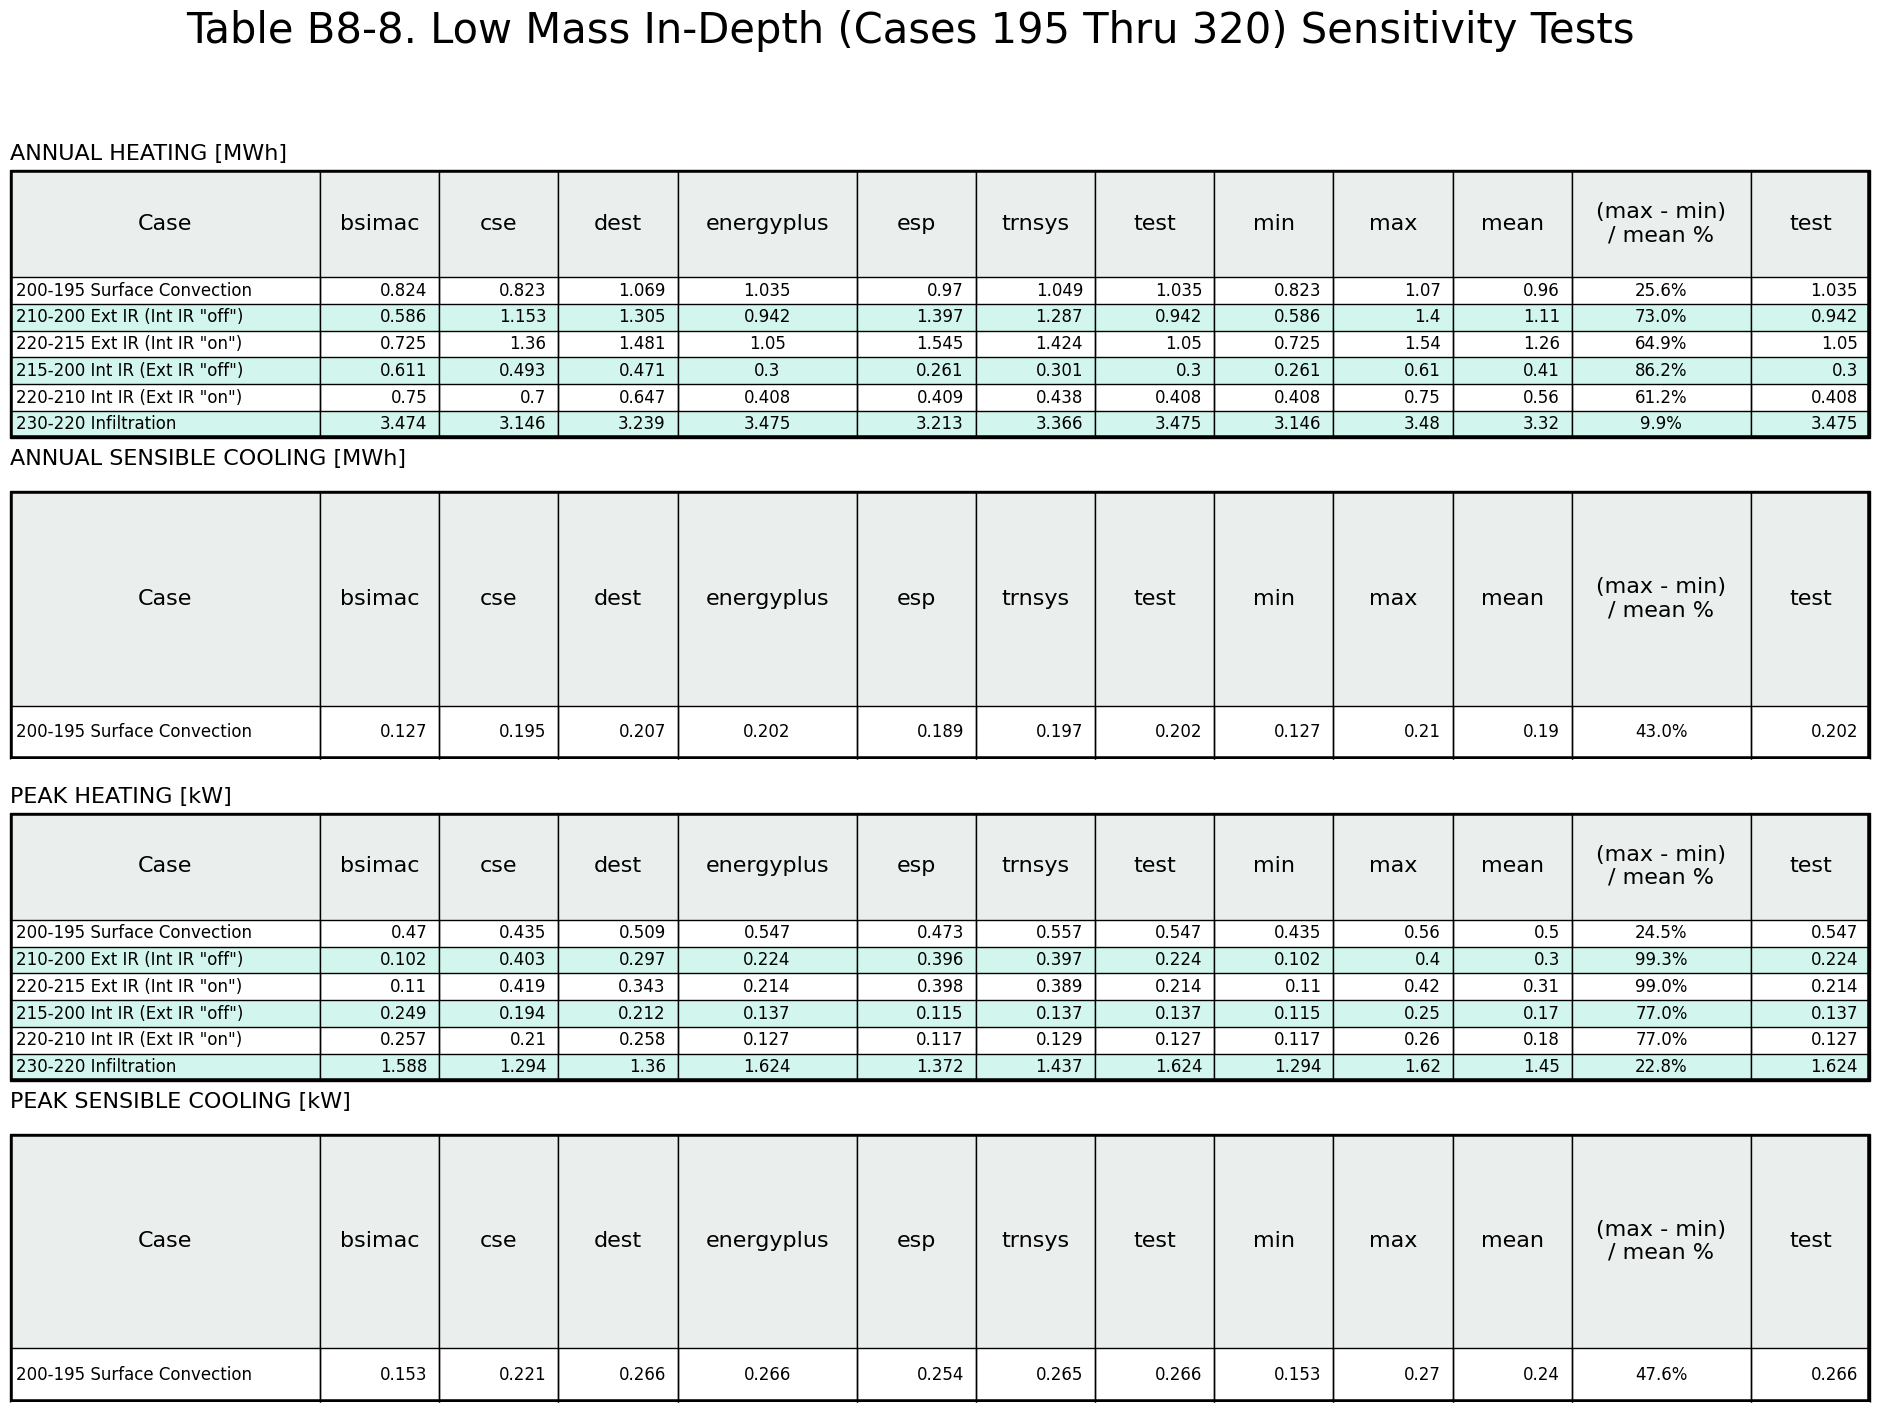 Table B8-8. Low Mass In-Depth (Cases 195 Thru 320) Sensitivity Tests
ANNUAL HEATING [MWh]
Case bsimac cse dest energyplus esp trnsys test min max mean (max - min) / mean % test
200-195 Surface Convection 0.824 0.823 1.069 1.035 0.97 1.049 1.035 0.823 1.07 0.96 25.6% 1.035
210-200 Ext IR (Int IR "off") 0.586 1.153 1.305 0.942 1.397 1.287 0.942 0.586 1.4 1.11 73.0% 0.942
220-215 Ext IR (Int IR "on") 0.725 1.36 1.481 1.05 1.545 1.424 1.05 0.725 1.54 1.26 64.9% 1.05
215-200 Int IR (Ext IR "off") 0.611 0.493 0.471 0.3 0.261 0.301 0.3 0.261 0.61 0.41 86.2% 0.3
220-210 Int IR (Ext IR "on") 0.75 0.7 0.647 0.408 0.409 0.438 0.408 0.408 0.75 0.56 61.2% 0.408
230-220 Infiltration 3.474 3.146 3.239 3.475 3.213 3.366 3.475 3.146 3.48 3.32 9.9% 3.475
ANNUAL SENSIBLE COOLING [MWh]
Case bsimac cse dest energyplus esp trnsys test min max mean (max - min) / mean % test
200-195 Surface Convection 0.127 0.195 0.207 0.202 0.189 0.197 0.202 0.127 0.21 0.19 43.0% 0.202
PEAK HEATING [kW]
Case bsimac cse dest energyplus esp trnsys test min max mean (max - min) / mean % test
200-195 Surface Convection 0.47 0.435 0.509 0.547 0.473 0.557 0.547 0.435 0.56 0.5 24.5% 0.547
210-200 Ext IR (Int IR "off") 0.102 0.403 0.297 0.224 0.396 0.397 0.224 0.102 0.4 0.3 99.3% 0.224
220-215 Ext IR (Int IR "on") 0.11 0.419 0.343 0.214 0.398 0.389 0.214 0.11 0.42 0.31 99.0% 0.214
215-200 Int IR (Ext IR "off") 0.249 0.194 0.212 0.137 0.115 0.137 0.137 0.115 0.25 0.17 77.0% 0.137
220-210 Int IR (Ext IR "on") 0.257 0.21 0.258 0.127 0.117 0.129 0.127 0.117 0.26 0.18 77.0% 0.127
230-220 Infiltration 1.588 1.294 1.36 1.624 1.372 1.437 1.624 1.294 1.62 1.45 22.8% 1.624
PEAK SENSIBLE COOLING [kW]
Case bsimac cse dest energyplus esp trnsys test min max mean (max - min) / mean % test
200-195 Surface Convection 0.153 0.221 0.266 0.266 0.254 0.265 0.266 0.153 0.27 0.24 47.6% 0.266